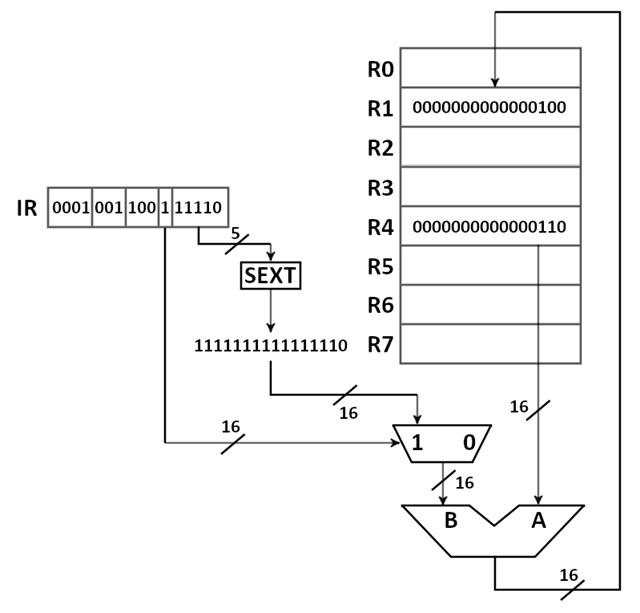 R0
R1 0000000000000100
R2
R3
IR 0001 001 100 1 11110
R4 0000000000000110
5
SEXT
R5
R6
1111111111111110
R7
16
16
16
1 0
16
B A
16